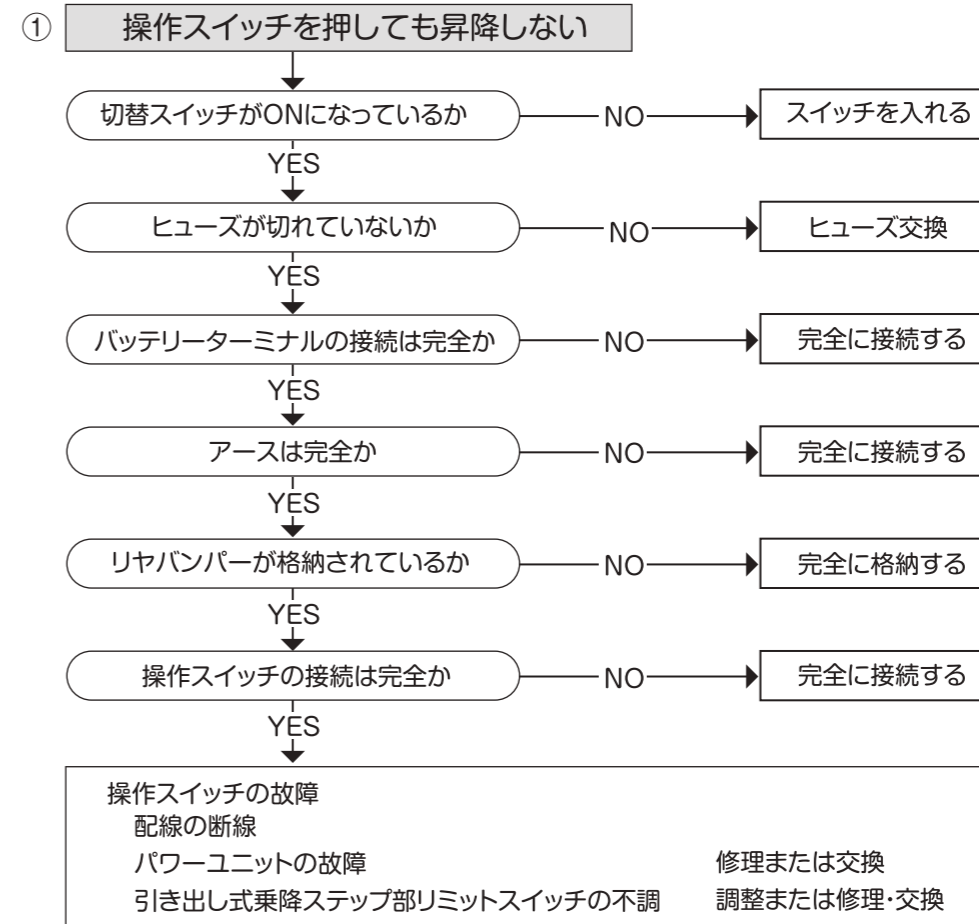 ① 操作スイッチを押しても昇降しない
切替スイッチがONになっているか NO スイッチを入れる
YES
ヒューズが切れていないか NO ヒューズ交換
YES
バッテリーターミナルの接続は完全か NO 完全に接続する
YES
アースは完全か NO 完全に接続する
YES
リヤバンパーが格納されているか NO 完全に格納する
YES
操作スイッチの接続は完全か NO 完全に接続する
YES
操作スイッチの故障
配線の断線
パワーユニットの故障 修理または交換
引き出し式乗降ステップ部リミットスイッチの不調 調整または修理・交換